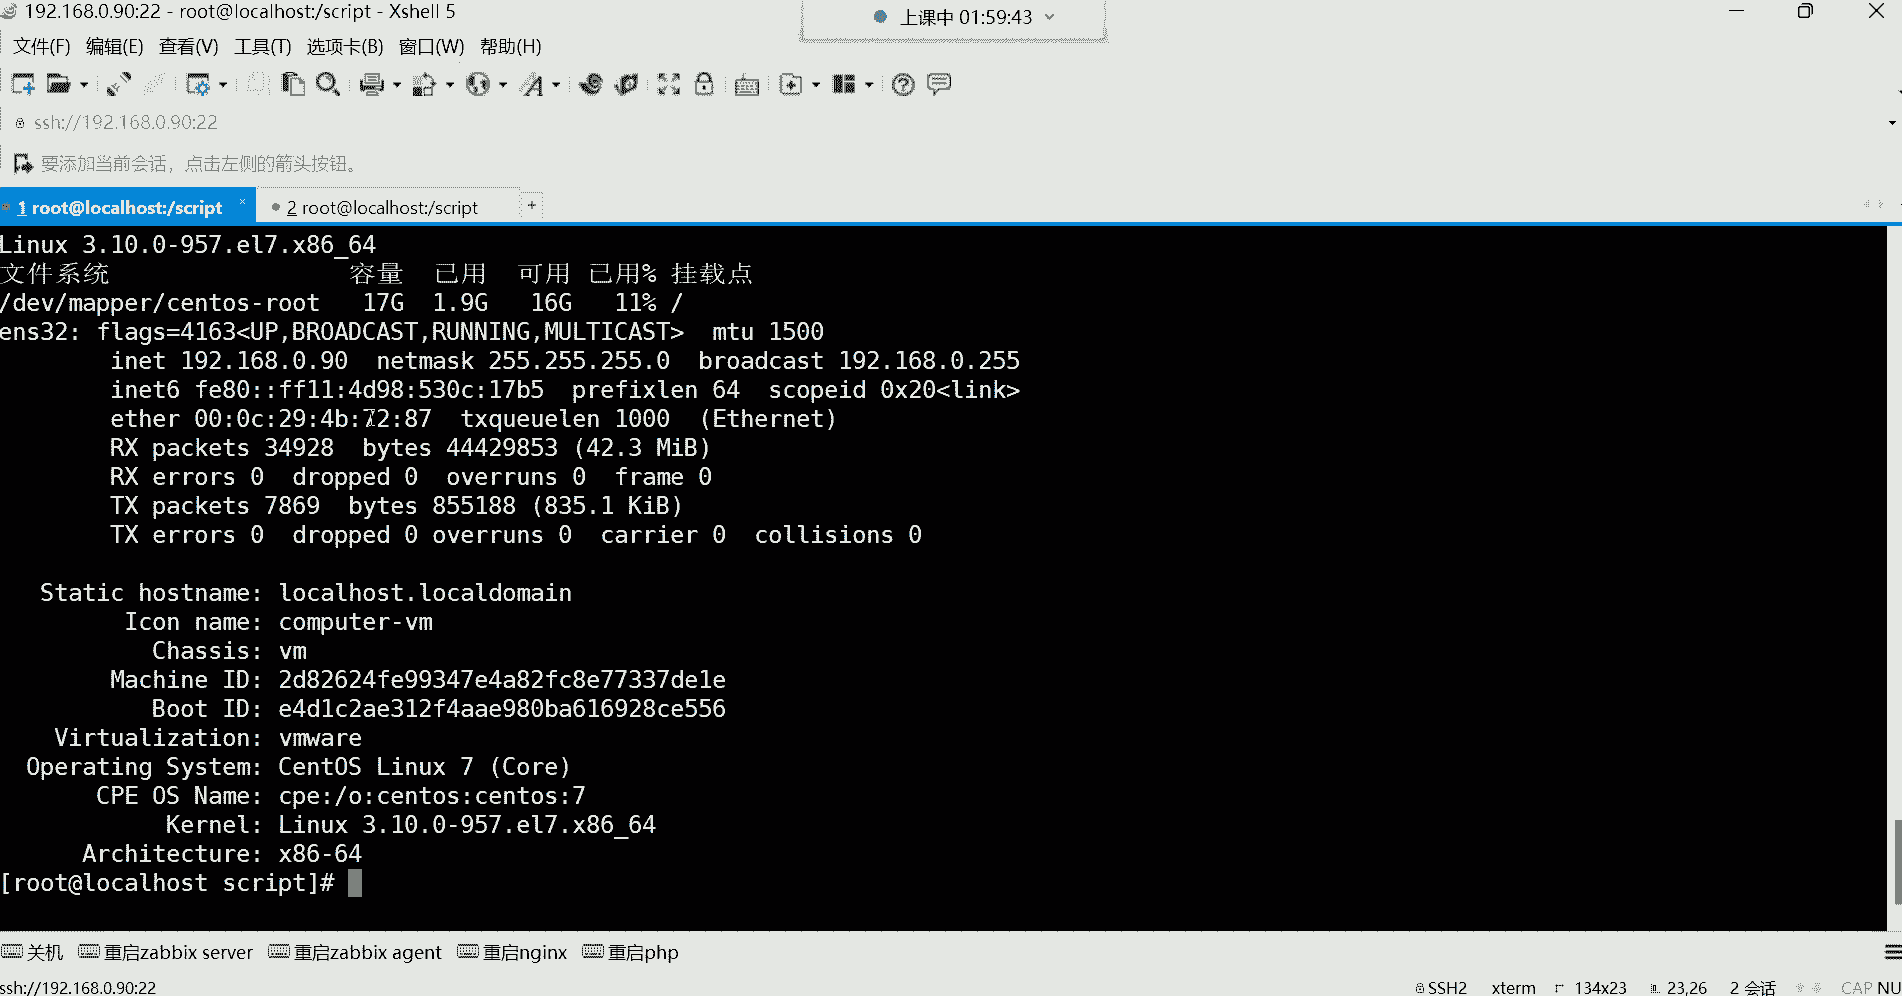 192.168.0.90:22 - root@localhost:/script - Xshell 5
上课中 01:59:43
文件(F) 编辑(E) 查看(V) 工具(T) 选项卡(B) 窗口(W) 帮助(H)
ssh://192.168.0.90:22
要添加当前会话，点击左侧的箭头按钮。
1 root@localhost:/script × 2 root@localhost:/script +
Linux 3.10.0-957.el7.x86_64
文件系统 容量 已用 可用 已用% 挂载点
/dev/mapper/centos-root 17G 1.9G 16G 11% /
ens32: flags=4163<UP,BROADCAST,RUNNING,MULTICAST> mtu 1500
inet 192.168.0.90 netmask 255.255.255.0 broadcast 192.168.0.255
inet6 fe80::ff11:4d98:530c:17b5 prefixlen 64 scopeid 0x20<link>
ether 00:0c:29:4b:72:87 txqueuelen 1000 (Ethernet)
RX packets 34928 bytes 44429853 (42.3 MiB)
RX errors 0 dropped 0 overruns 0 frame 0
TX packets 7869 bytes 855188 (835.1 KiB)
TX errors 0 dropped 0 overruns 0 carrier 0 collisions 0
Static hostname: localhost.localdomain
Icon name: computer-vm
Chassis: vm
Machine ID: 2d82624fe99347e4a82fc8e77337de1e
Boot ID: e4d1c2ae312f4aae980ba616928ce556
Virtualization: vmware
Operating System: CentOS Linux 7 (Core)
CPE OS Name: cpe:/o:centos:centos:7
Kernel: Linux 3.10.0-957.el7.x86_64
Architecture: x86-64
[root@localhost script]#
关机 重启zabbix server 重启zabbix agent 重启nginx 重启php
ssh://192.168.0.90:22 SSH2 xterm 134x23 23,26 2 会话 CAP NU